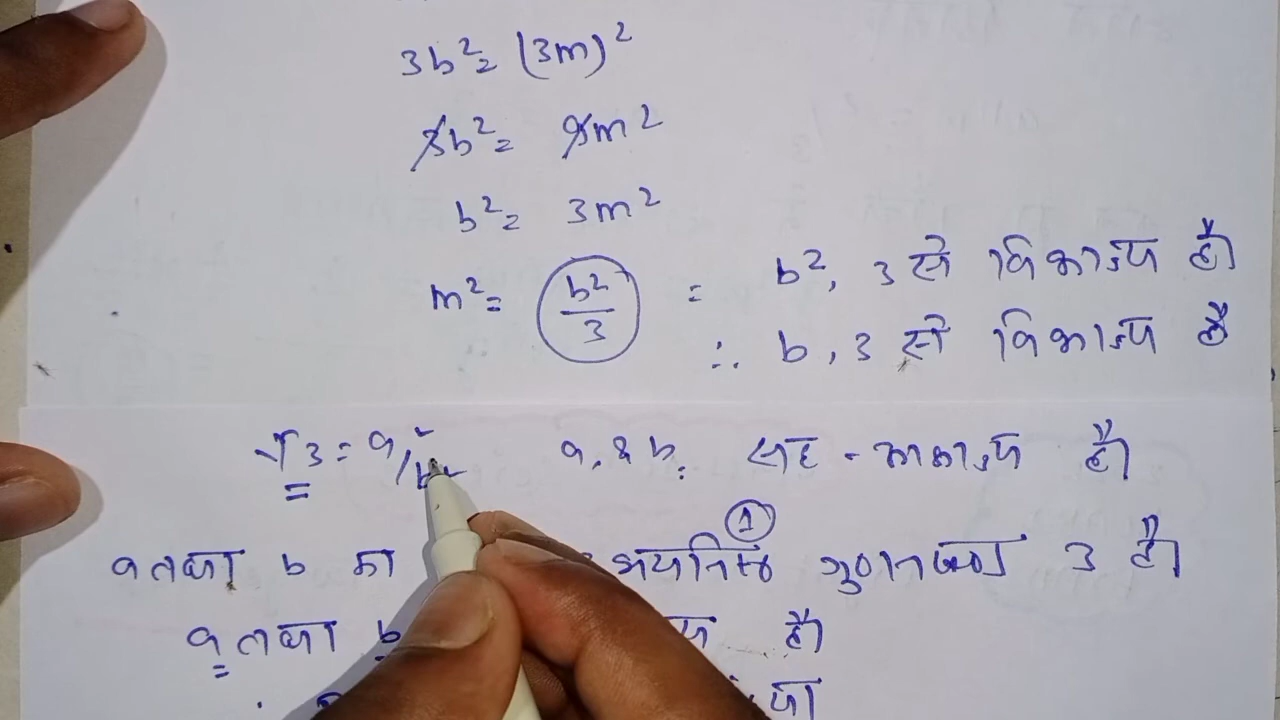 3b² = (3m)²
3b² = 9m²
b² = 3m²
m² = b²/3 = b², 3 से विभाज्य है।
∴ b, 3 से विभाज्य है
√3 = a/b a, & b. सह - अभाज्य है।
a तथा b का उभयनिष्ठ गुणनखण्ड 3 है। ①
a तथा b है।